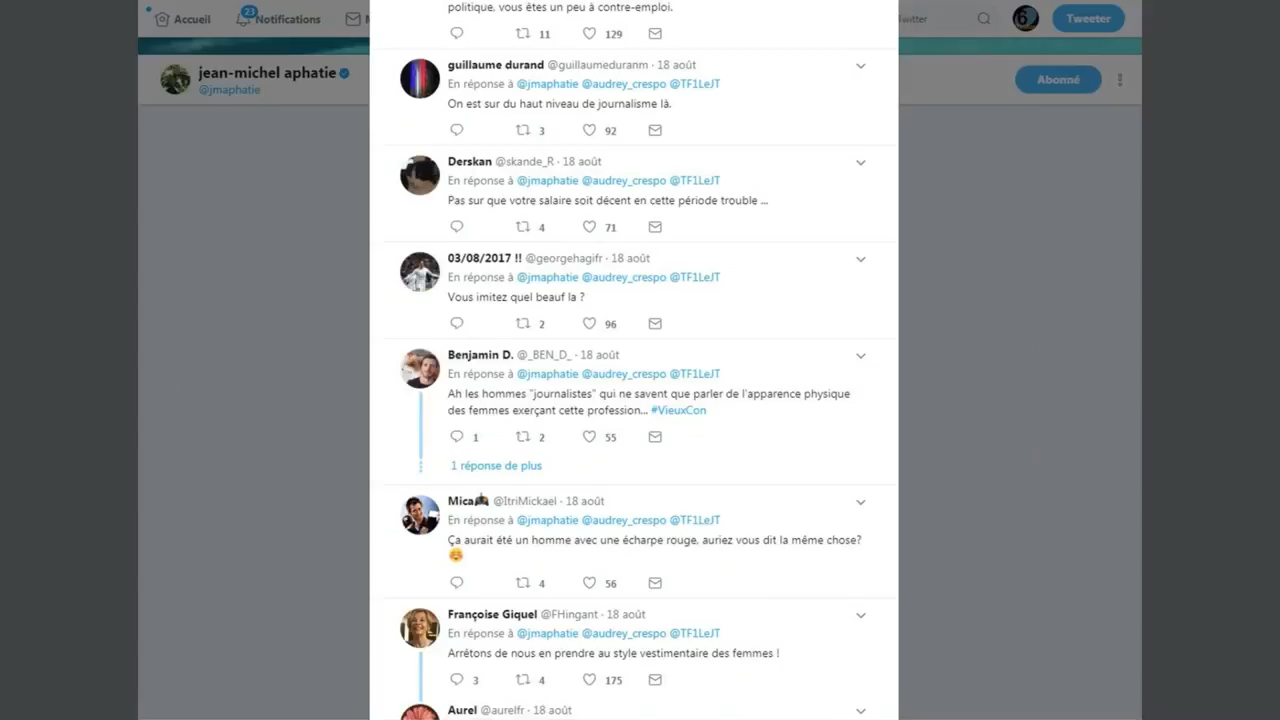 politique, vous êtes un peu à contre-emploi.
Accueil
23
Notifications
M
Twitter
Tweeter
11
129
jean-michel aphatie
@jmaphatie
Abonné
guillaume durand @guillaumeduranm · 18 août
En réponse à @jmaphatie @audrey_crespo @TF1LeJT
On est sur du haut niveau de journalisme là.
3
92
Derskan @skande_R · 18 août
En réponse à @jmaphatie @audrey_crespo @TF1LeJT
Pas sur que votre salaire soit décent en cette période trouble ...
4
71
03/08/2017 !! @georgehagifr · 18 août
En réponse à @jmaphatie @audrey_crespo @TF1LeJT
Vous imitez quel beauf la ?
2
96
Benjamin D. @_BEN_D_ · 18 août
En réponse à @jmaphatie @audrey_crespo @TF1LeJT
Ah les hommes "journalistes" qui ne savent que parler de l'apparence physique
des femmes exerçant cette profession... #VieuxCon
1
2
55
1 réponse de plus
Mica @ItriMickael · 18 août
En réponse à @jmaphatie @audrey_crespo @TF1LeJT
Ça aurait été un homme avec une écharpe rouge, auriez vous dit la même chose?
4
56
Françoise Giquel @FHingant · 18 août
En réponse à @jmaphatie @audrey_crespo @TF1LeJT
Arrêtons de nous en prendre au style vestimentaire des femmes !
3
4
175
Aurel @aurelfr · 18 août